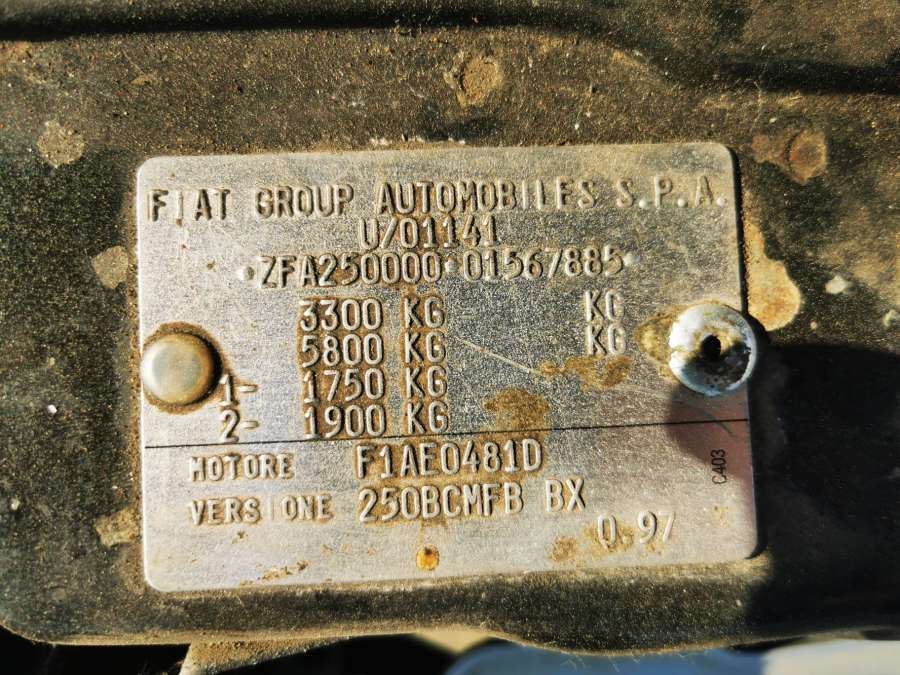 FIAT GROUP AUTOMOBILES S.P.A.
U/01141
*ZFA250000*01567885*
3300 KG - KG
5800 KG KG
1- 1750 KG
2- 1900 KG
MOTORE F1AE0481D
VERSIONE 250BCMFB BX
0.97
C403